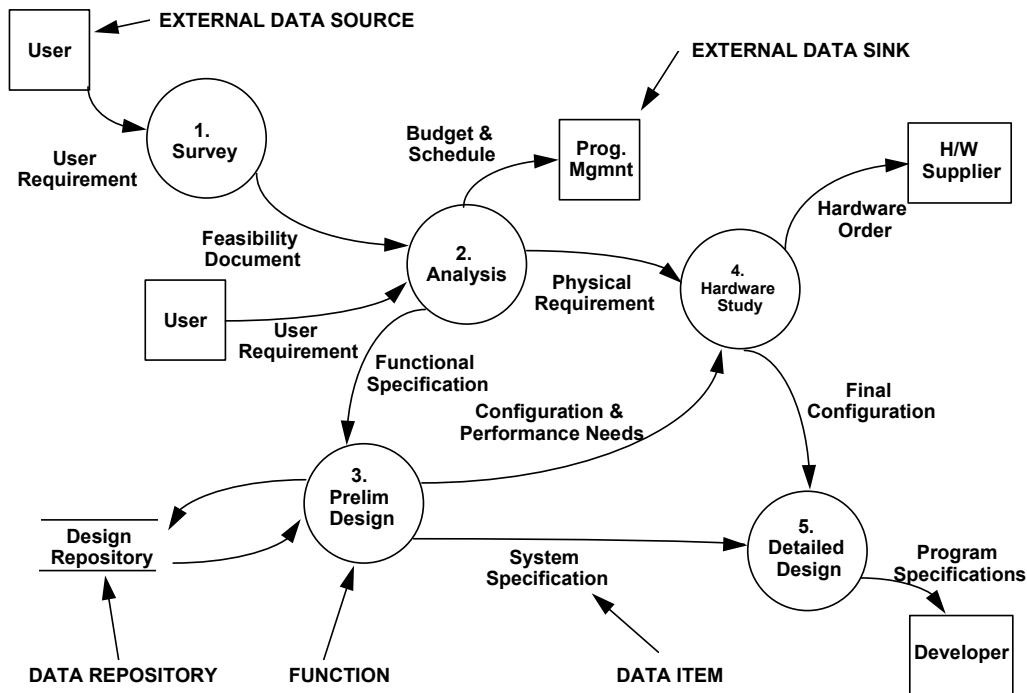 EXTERNAL DATA SOURCE
User
EXTERNAL DATA SINK
1.
Survey
User
Requirement
Budget &
Schedule
Prog.
Mgmnt
H/W
Supplier
Hardware
Order
Feasibility
Document
2.
Analysis
Physical
Requirement
4.
Hardware
Study
User
User
Requirement
Functional
Specification
Configuration &
Performance Needs
Final
Configuration
3.
Prelim
Design
Design
Repository
System
Specification
5.
Detailed
Design
Program
Specifications
Developer
DATA REPOSITORY
FUNCTION
DATA ITEM